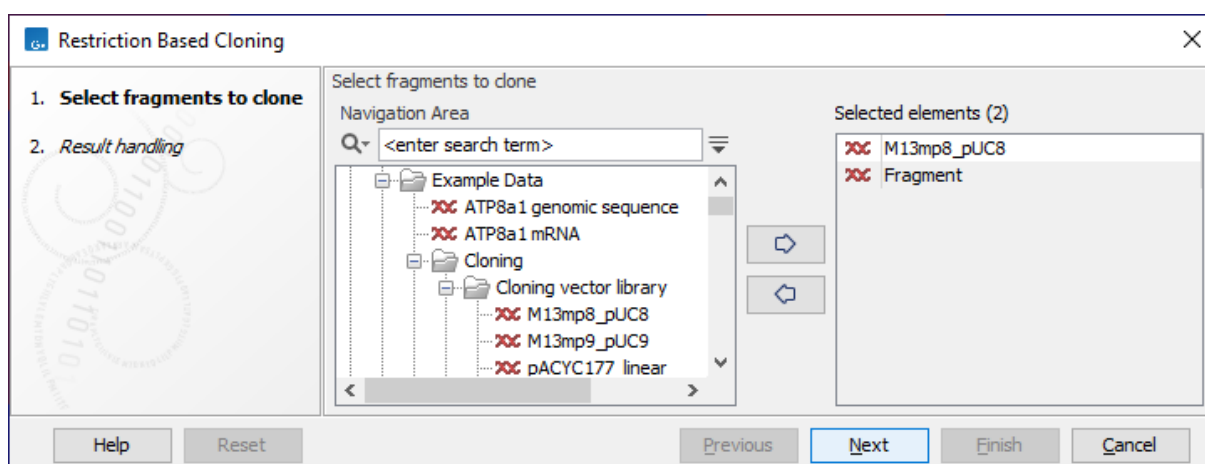 G.
Restriction Based Cloning
1. Select fragments to clone
2. Result handling
Select fragments to clone
Navigation Area
<enter search term>
Example Data
ATP8a1 genomic sequence
ATP8a1 mRNA
Cloning
Cloning vector library
M13mp8_pUC8
M13mp9_pUC9
pACYC177_linear
Selected elements (2)
M13mp8_pUC8
Fragment
Help
Reset
Previous
Next
Finish
Cancel